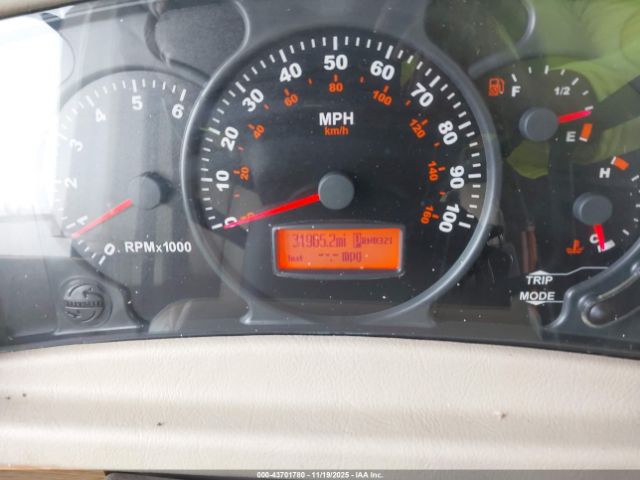 0 1 2 3 4 5 6
RPMx1000
0 10 20 30 40 50 60 70 80 90 100
20 40 60 80 100 120 140 160
MPH
km/h
31965.2mi
Inst --.- mpg
F 1/2 E
H
C
TRIP
MODE
000-43701780 - 11/19/2025 - IAA Inc.